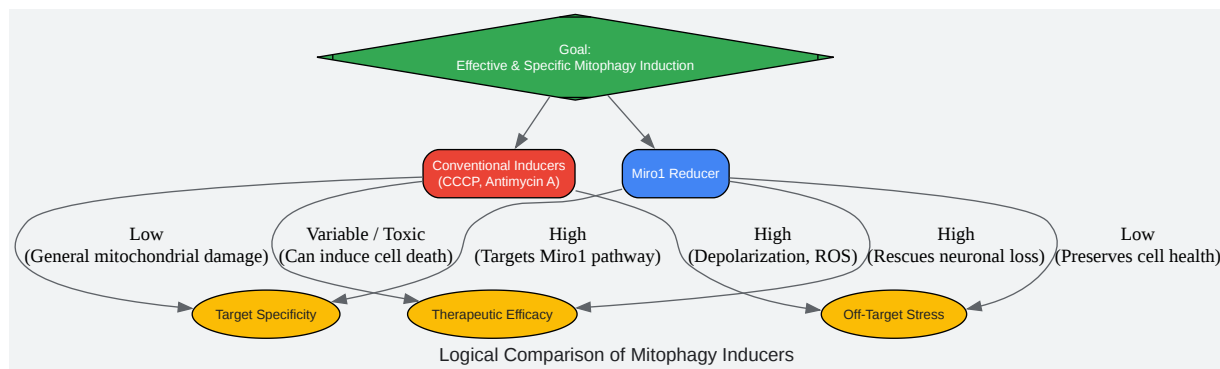 Goal:
Effective & Specific Mitophagy Induction
Conventional Inducers
(CCCP, Antimycin A)
Miro1 Reducer
Low
(General mitochondrial damage)
Variable / Toxic
(Can induce cell death)
High
(Targets Miro1 pathway)
High
(Depolarization, ROS)
High
(Rescues neuronal loss)
Low
(Preserves cell health)
Target Specificity
Therapeutic Efficacy
Off-Target Stress
Logical Comparison of Mitophagy Inducers